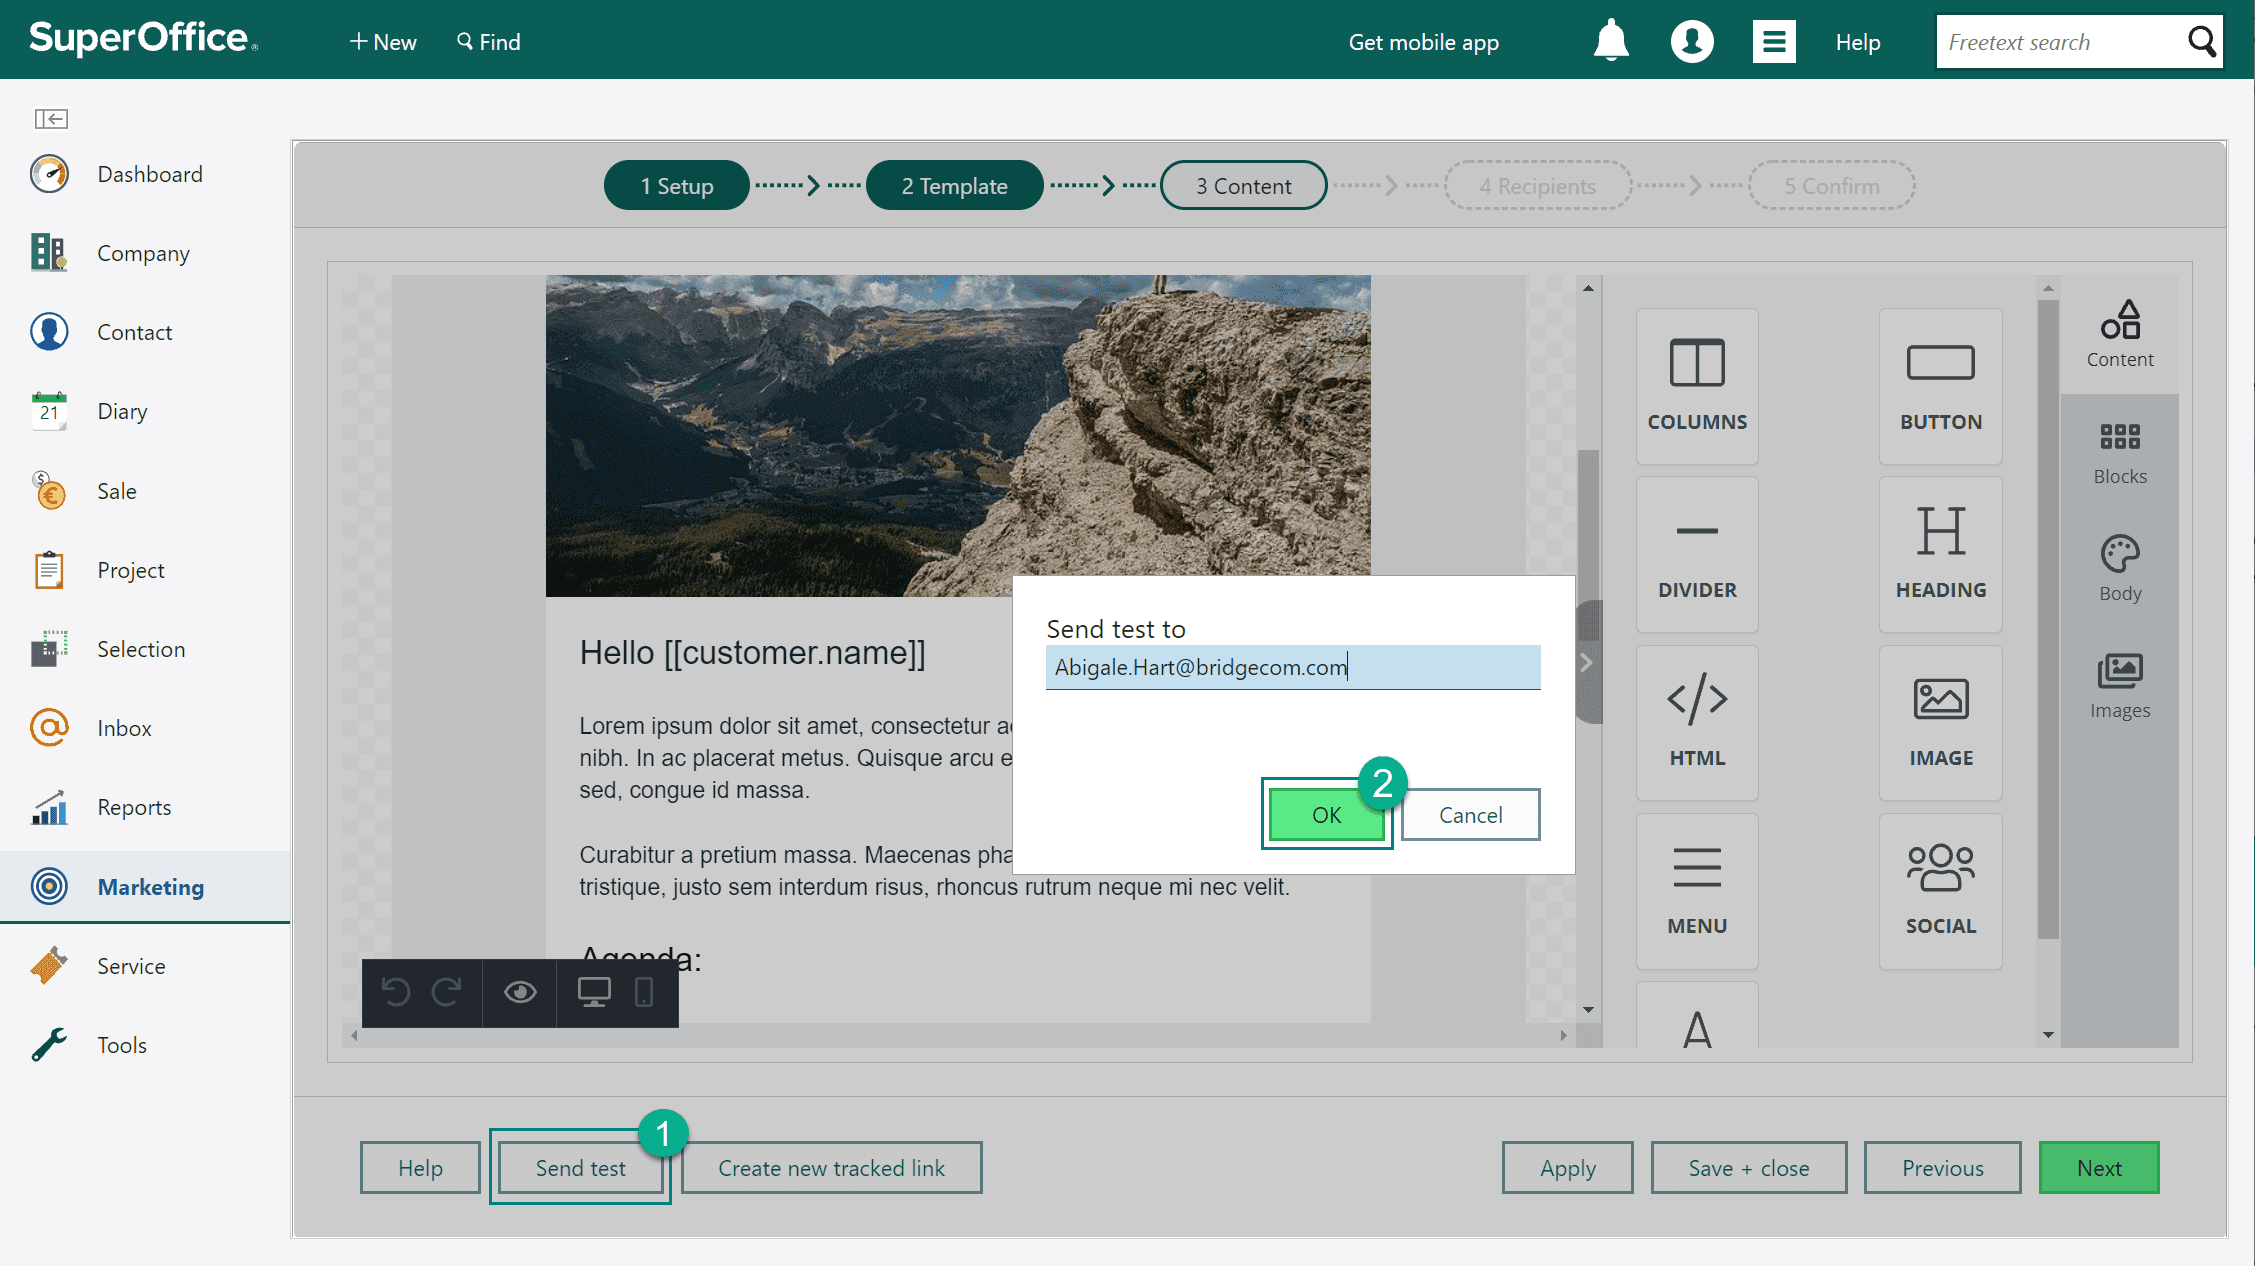 SuperOffice®
+ New
Find
Get mobile app
Help
Freetext search
Dashboard
Company
Contact
21
Diary
$
€
Sale
Project
Selection
@
Inbox
Reports
Marketing
Service
Tools
1 Setup
2 Template
3 Content
4 Recipients
5 Confirm
Hello [[customer.name]]
Lorem ipsum dolor sit amet, consectetur a
nibh. In ac placerat metus. Quisque arcu e
sed, congue id massa.
Curabitur a pretium massa. Maecenas pha
tristique, justo sem interdum risus, rhoncus rutrum neque mi nec velit.
Agenda:
Send test to
Abigale.Hart@bridgecom.com
OK
2
Cancel
COLUMNS
BUTTON
DIVIDER
H
HEADING
</>
HTML
IMAGE
MENU
SOCIAL
A
Content
Blocks
Body
Images
Help
Send test
1
Create new tracked link
Apply
Save + close
Previous
Next